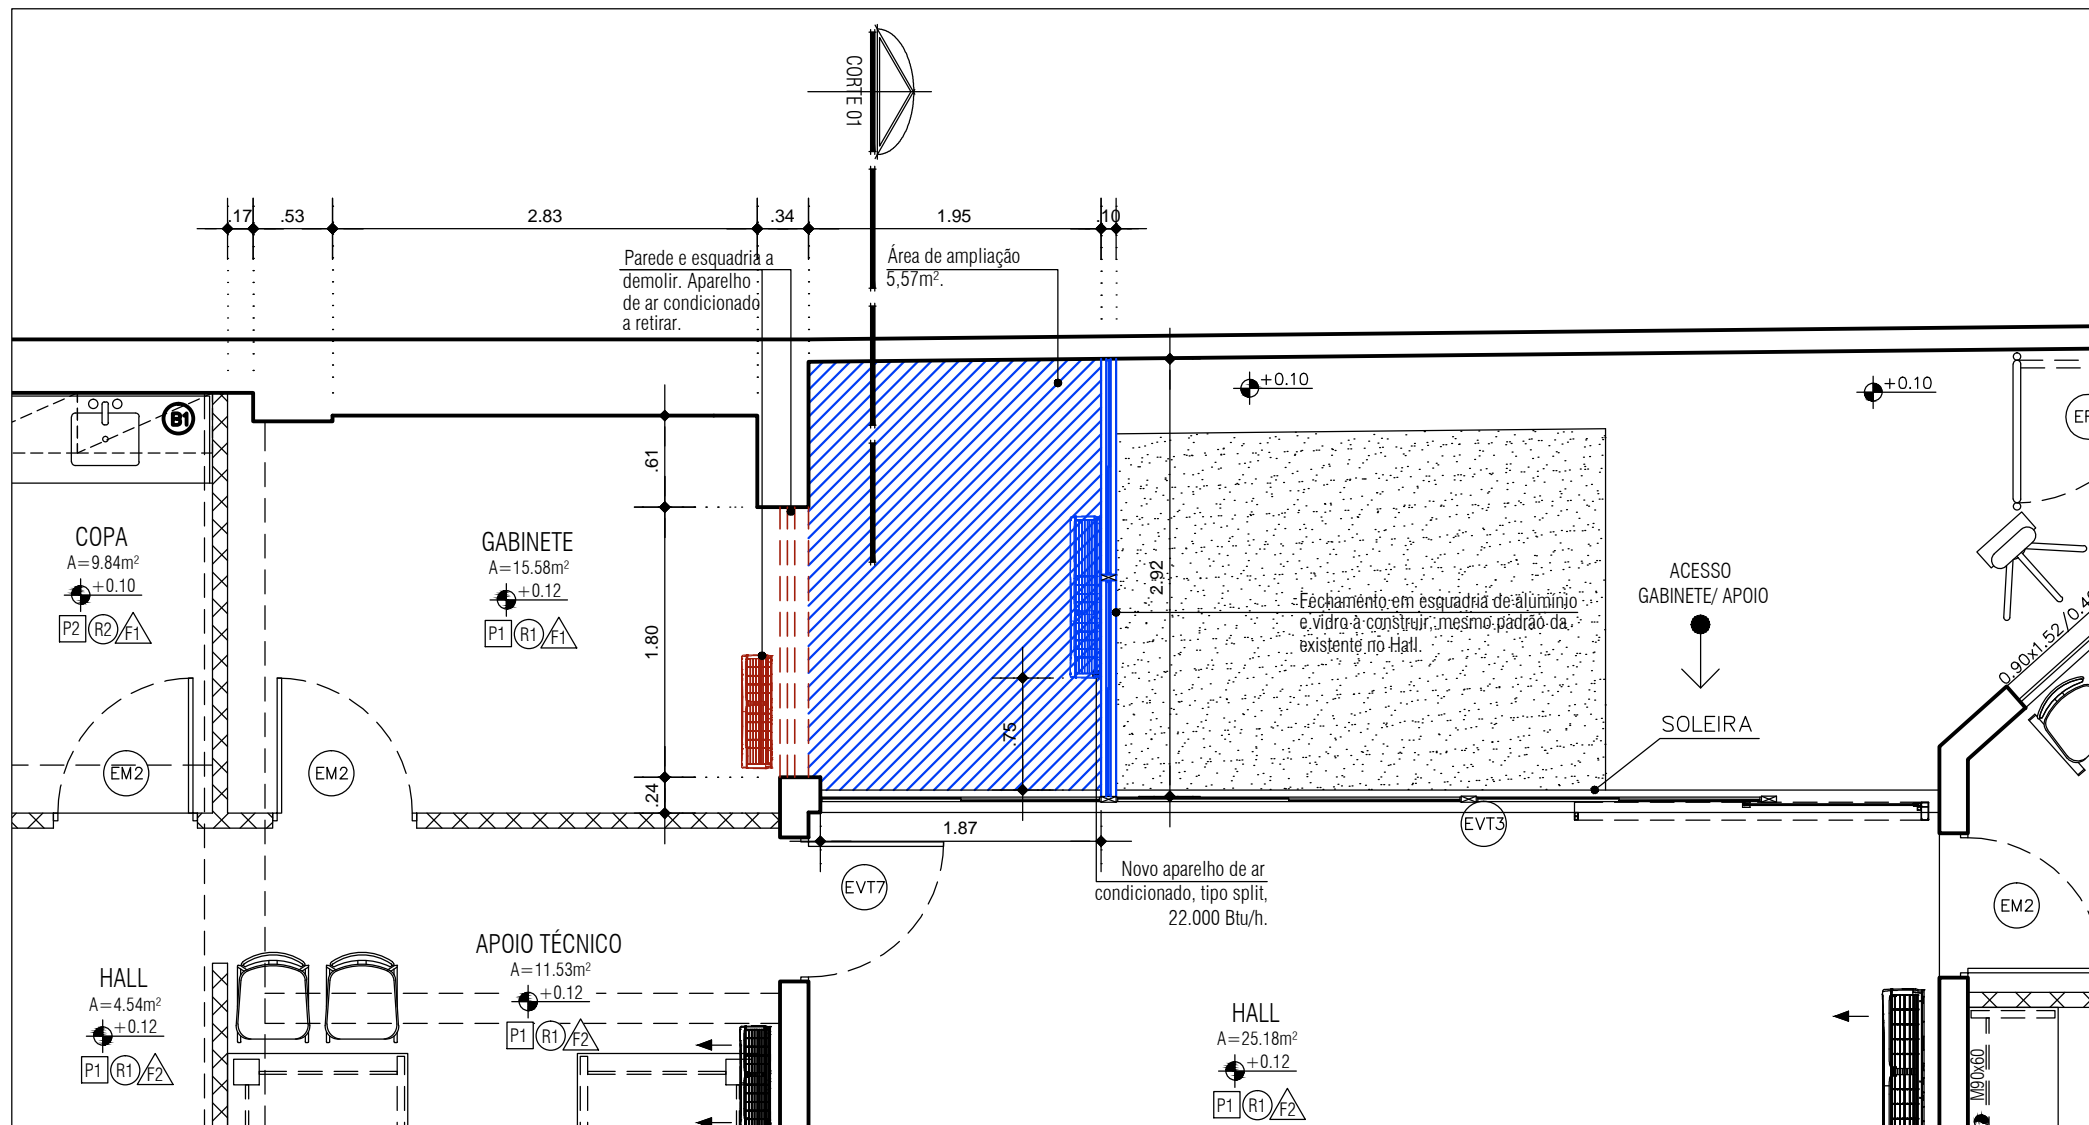 CORTE 01
.17
.53
2.83
.34
1.95
.10
Parede e esquadria a
demolir. Aparelho
de ar condicionado
a retirar.
Área de ampliação
5,57m².
+0.10
+0.10
B1
.61
COPA
A=9.84m²
+0.10
P2 R2 F1
GABINETE
A=15.58m²
+0.12
P1 R1 F1
1.80
2.92
Fechamento em esquadria de alumínio
e vidro à construir, mesmo padrão da
existente no Hall.
ACESSO
GABINETE/ APOIO
SOLEIRA
.75
EM2
EM2
.24
1.87
EVT3
EVT7
Novo aparelho de ar
condicionado, tipo split,
22.000 Btu/h.
EM2
APOIO TÉCNICO
A=11.53m²
+0.12
P1 R1 F2
HALL
A=4.54m²
+0.12
P1 R1 F2
HALL
A=25.18m²
+0.12
P1 R1 F2
M90x60